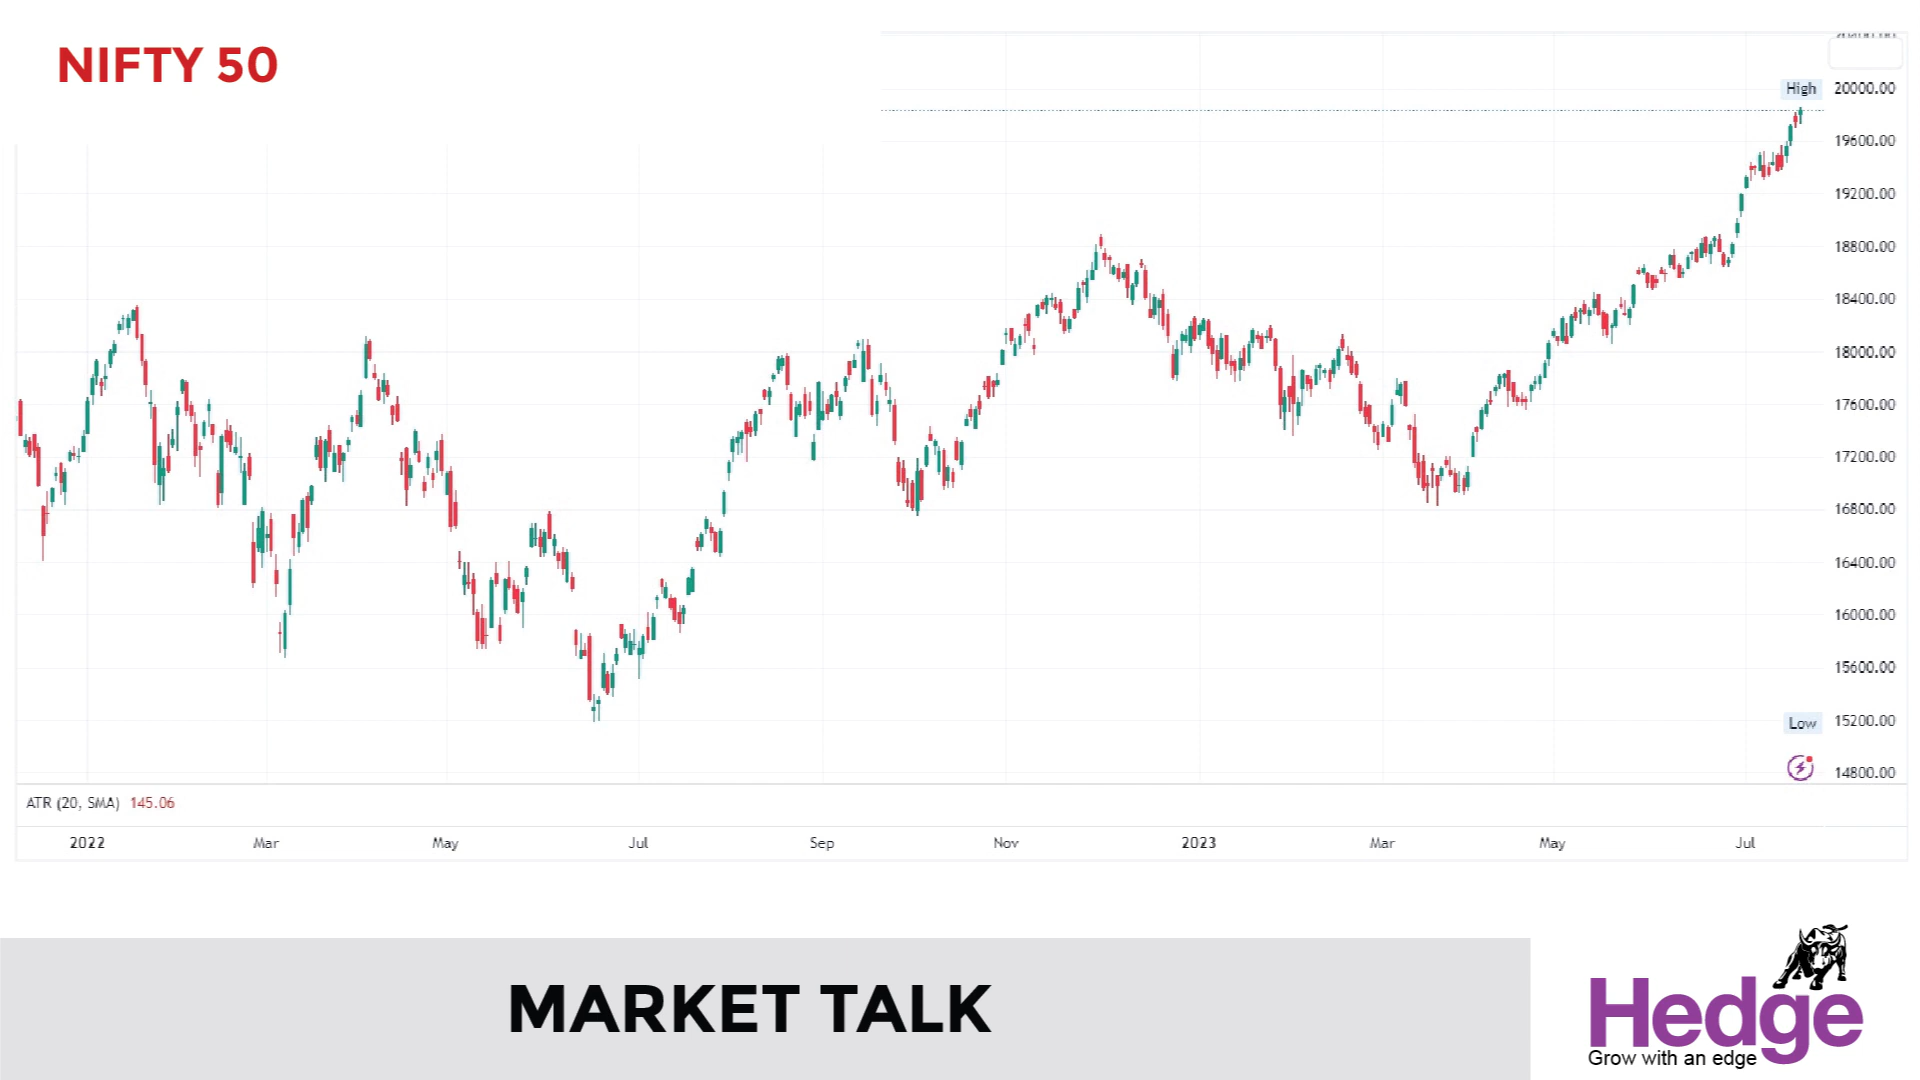 NIFTY 50
High
20000.00
19600.00
19200.00
18800.00
18400.00
18000.00
17600.00
17200.00
16800.00
16400.00
16000.00
15600.00
Low
15200.00
14800.00
ATR (20, SMA) 145.06
2022 Mar May Jul Sep Nov 2023 Mar May Jul
MARKET TALK
Hedge
Grow with an edge